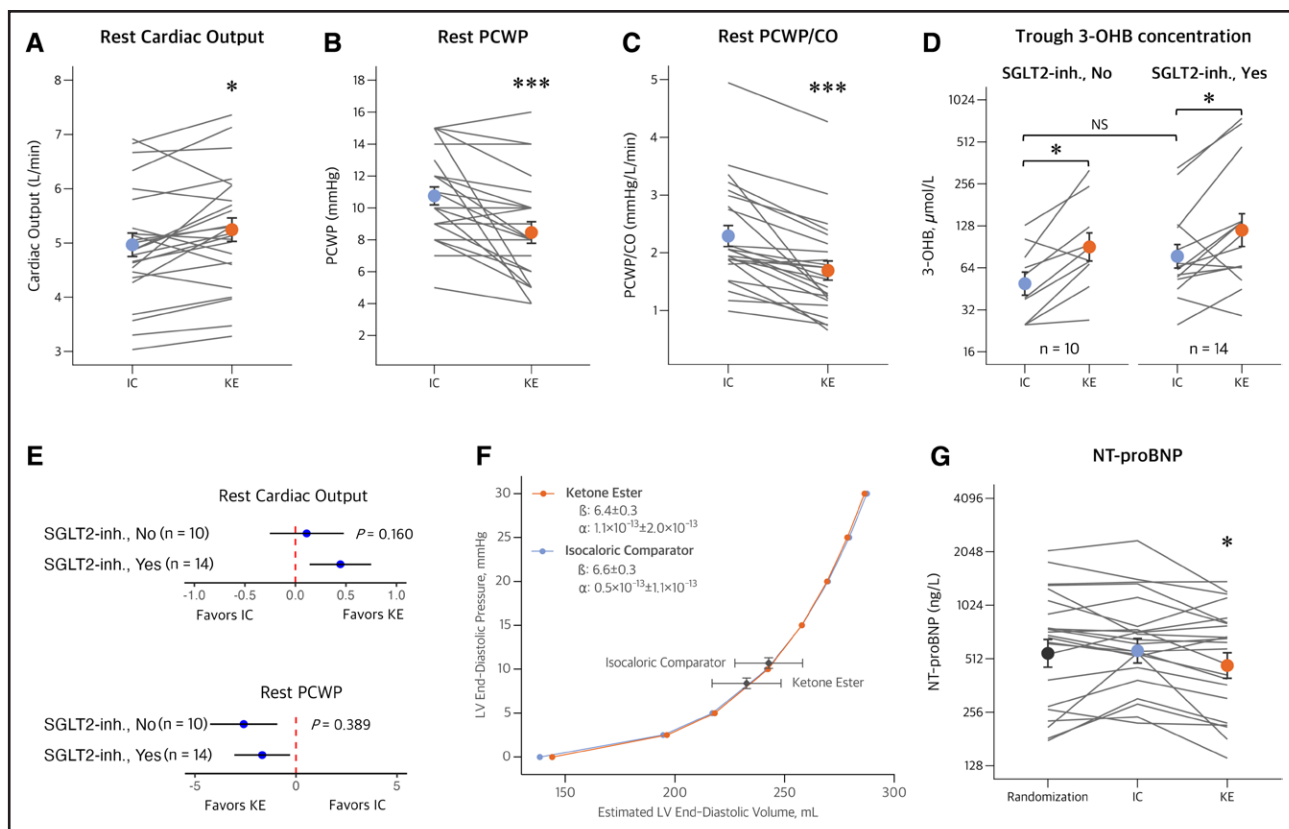 A
Rest Cardiac Output
8
7
6
5
4
3
Cardiac Output (L/min)
*
IC
KE
B
Rest PCWP
18
16
14
12
10
8
6
4
2
PCWP (mmHg)
***
IC
KE
C
Rest PCWP/CO
5
4
3
2
1
PCWP/CO (mmHg/L/min)
***
IC
KE
D
Trough 3-OHB concentration
SGLT2-inh., No
SGLT2-inh., Yes
1024
512
256
128
64
32
16
3-OHB, µmol/L
NS
*
*
n = 10
n = 14
IC
KE
IC
KE
E
Rest Cardiac Output
SGLT2-inh., No (n = 10)
P = 0.160
SGLT2-inh., Yes (n = 14)
-1.0
-0.5
0.0
0.5
1.0
Favors IC
Favors KE
Rest PCWP
SGLT2-inh., No (n = 10)
P = 0.389
SGLT2-inh., Yes (n = 14)
-5
0
5
Favors KE
Favors IC
F
30
25
20
15
10
5
0
LV End-Diastolic Pressure, mmHg
Ketone Ester
ß: 6.4±0.3
α: 1.1×10⁻¹³±2.0×10⁻¹³
Isocaloric Comparator
ß: 6.6±0.3
α: 0.5×10⁻¹³±1.1×10⁻¹³
Isocaloric Comparator
Ketone Ester
150
200
250
300
Estimated LV End-Diastolic Volume, mL
G
NT-proBNP
4096
2048
1024
512
256
128
NT-proBNP (ng/L)
*
Randomization
IC
KE